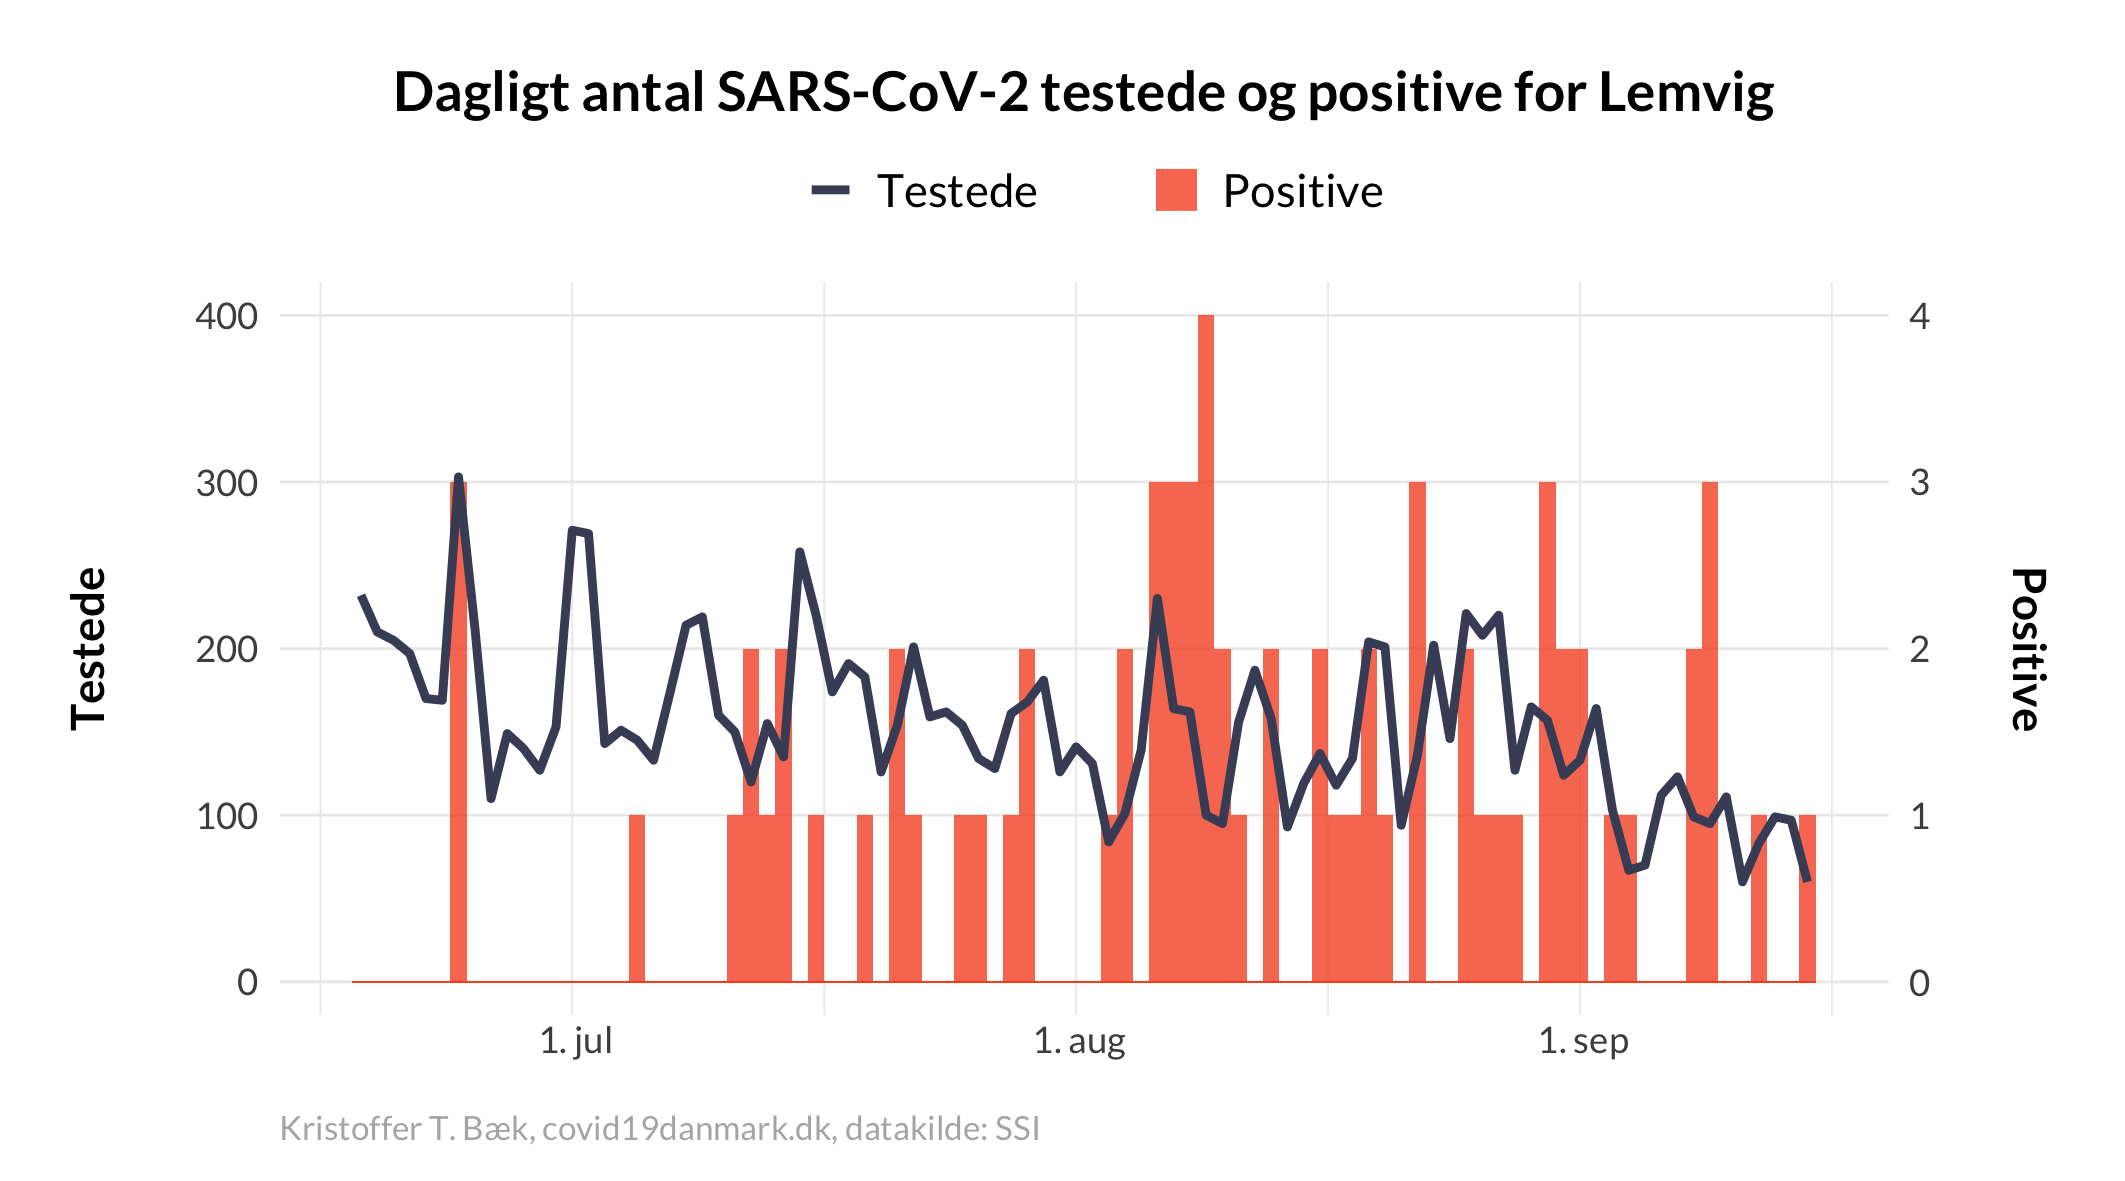 Dagligt antal SARS-CoV-2 testede og positive for Lemvig
Testede
Positive
400
300
200
100
0
4
3
2
1
0
Testede
Positive
1. jul
1. aug
1. sep
Kristoffer T. Bæk, covid19danmark.dk, datakilde: SSI